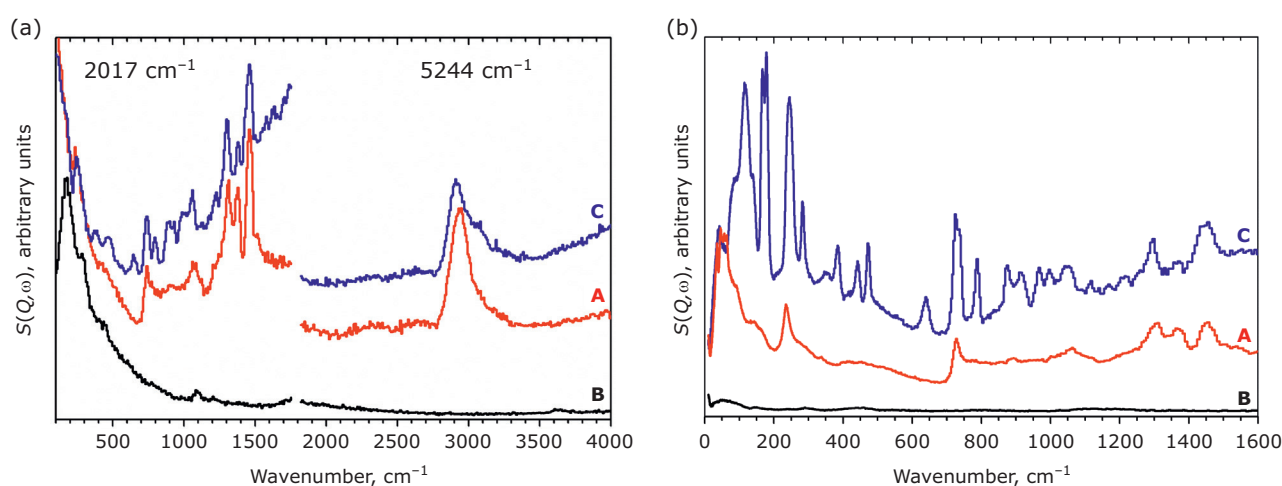 (a)
2017 cm⁻¹
5244 cm⁻¹
S(Q,ω), arbitrary units
C
A
B
500 1000 1500 2000 2500 3000 3500 4000
Wavenumber, cm⁻¹
(b)
S(Q,ω), arbitrary units
C
A
B
0 200 400 600 800 1000 1200 1400 1600
Wavenumber, cm⁻¹